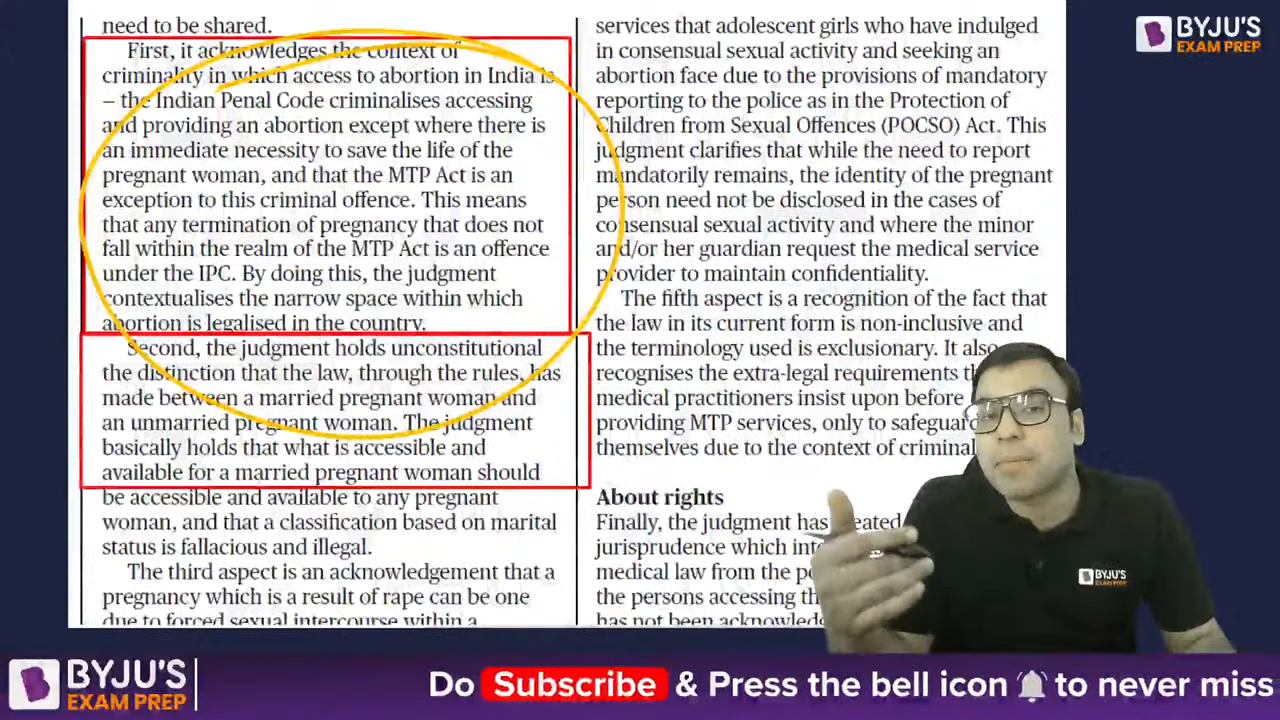 need to be shared.
First, it acknowledges the context of
criminality in which access to abortion in India is
– the Indian Penal Code criminalises accessing
and providing an abortion except where there is
an immediate necessity to save the life of the
pregnant woman, and that the MTP Act is an
exception to this criminal offence. This means
that any termination of pregnancy that does not
fall within the realm of the MTP Act is an offence
under the IPC. By doing this, the judgment
contextualises the narrow space within which
abortion is legalised in the country.
Second, the judgment holds unconstitutional
the distinction that the law, through the rules, has
made between a married pregnant woman and
an unmarried pregnant woman. The judgment
basically holds that what is accessible and
available for a married pregnant woman should
be accessible and available to any pregnant
woman, and that a classification based on marital
status is fallacious and illegal.
The third aspect is an acknowledgement that a
pregnancy which is a result of rape can be one
due to forced sexual intercourse within a
services that adolescent girls who have indulged
in consensual sexual activity and seeking an
abortion face due to the provisions of mandatory
reporting to the police as in the Protection of
Children from Sexual Offences (POCSO) Act. This
judgment clarifies that while the need to report
mandatorily remains, the identity of the pregnant
person need not be disclosed in the cases of
consensual sexual activity and where the minor
and/or her guardian request the medical service
provider to maintain confidentiality.
The fifth aspect is a recognition of the fact that
the law in its current form is non-inclusive and
the terminology used is exclusionary. It also
recognises the extra-legal requirements
medical practitioners insist upon before
providing MTP services, only to safeguard
themselves due to the context of criminal
About rights
Finally, the judgment has created
jurisprudence which
medical law from the
the persons accessing
has not been
BYJU'S
EXAM PREP
BYJU'S
EXAM PREP
BYJU'S
EXAM PREP
Do Subscribe & Press the bell icon to never miss